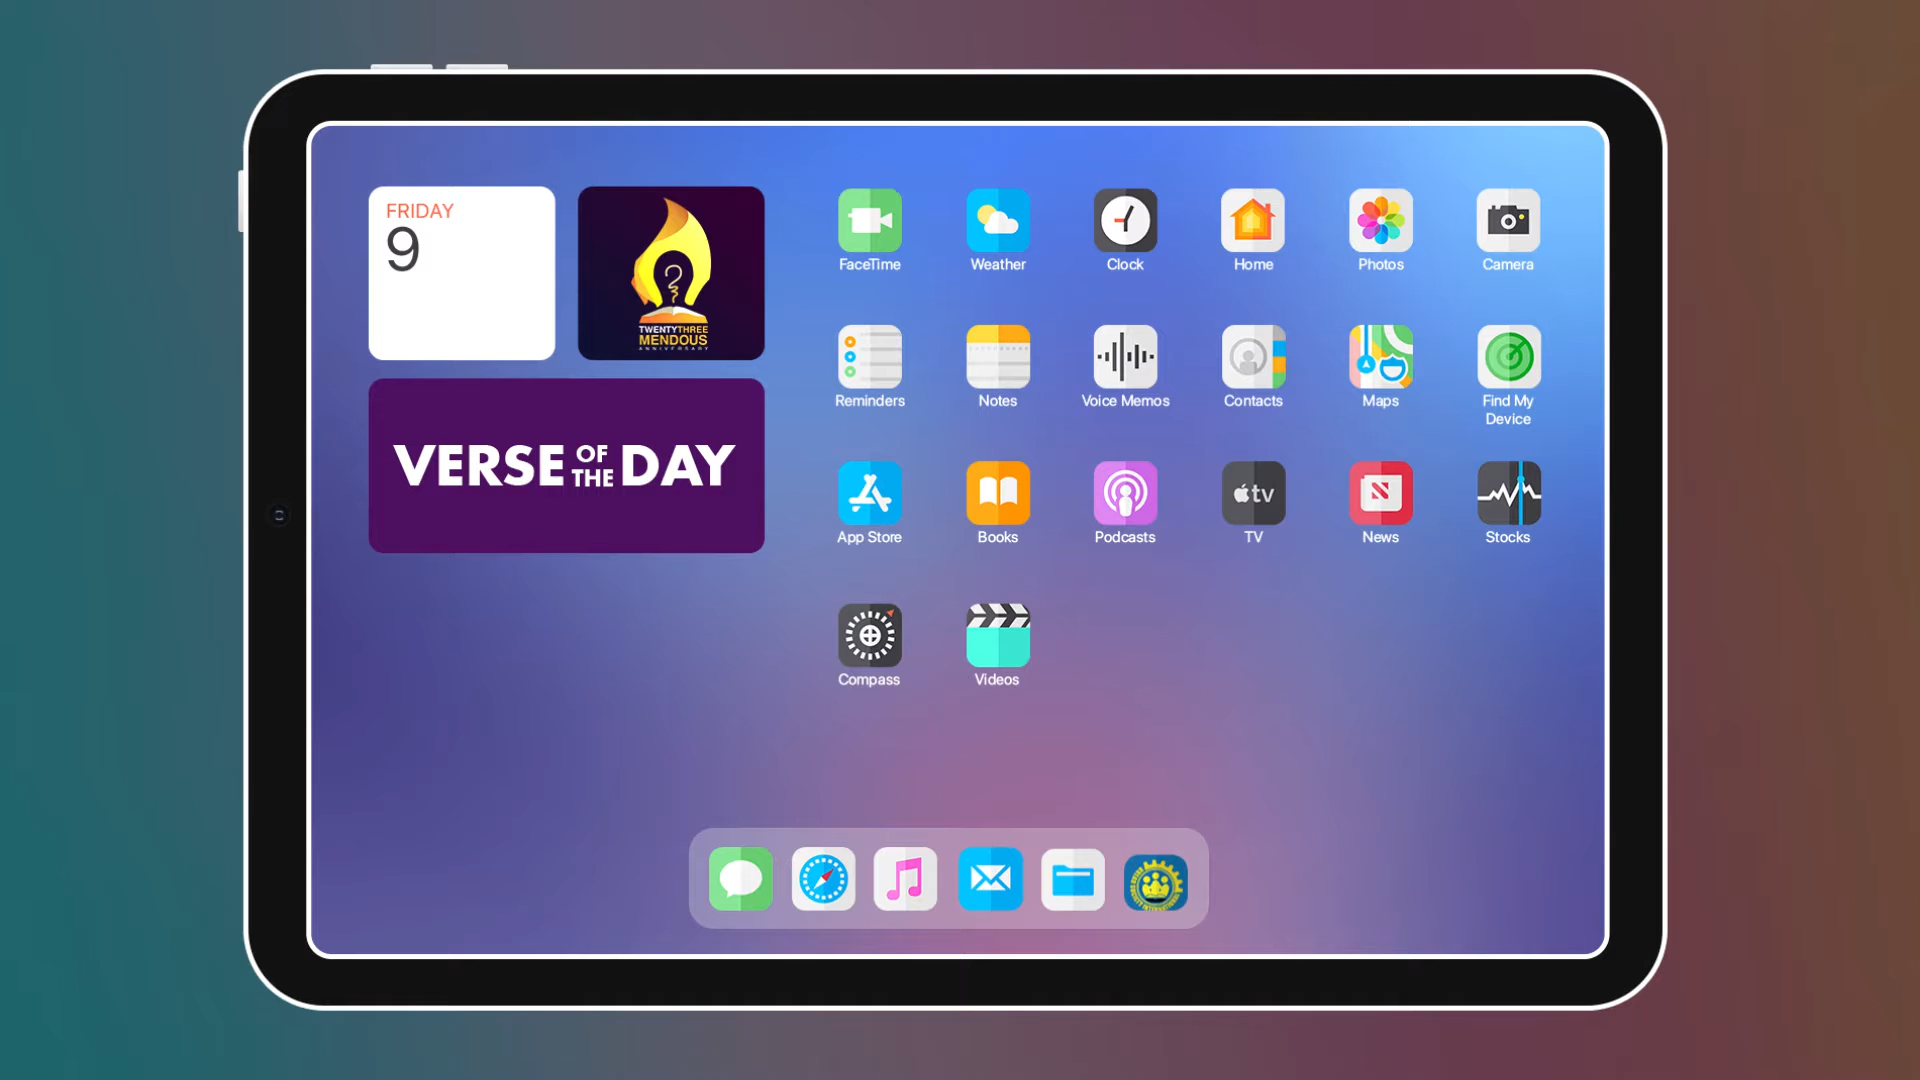 FRIDAY
9
TWENTYTHREE
MENDOUS
ANNIVERSARY
VERSE OF THE DAY
FaceTime
Weather
Clock
Home
Photos
Camera
Reminders
Notes
Voice Memos
Contacts
Maps
Find My
Device
App Store
Books
Podcasts
tv
TV
News
Stocks
Compass
Videos